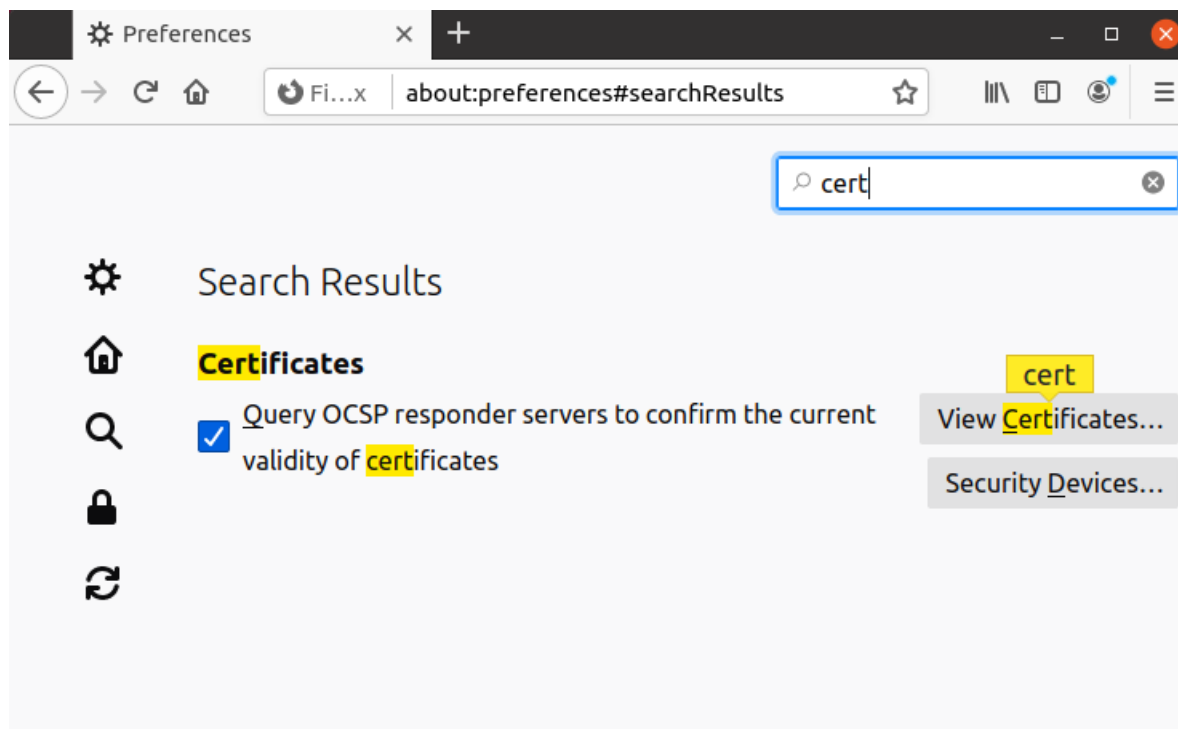 Preferences
Fi...x about:preferences#searchResults
cert
Search Results
Certificates
cert
Query OCSP responder servers to confirm the current
validity of certificates
View Certificates...
Security Devices...